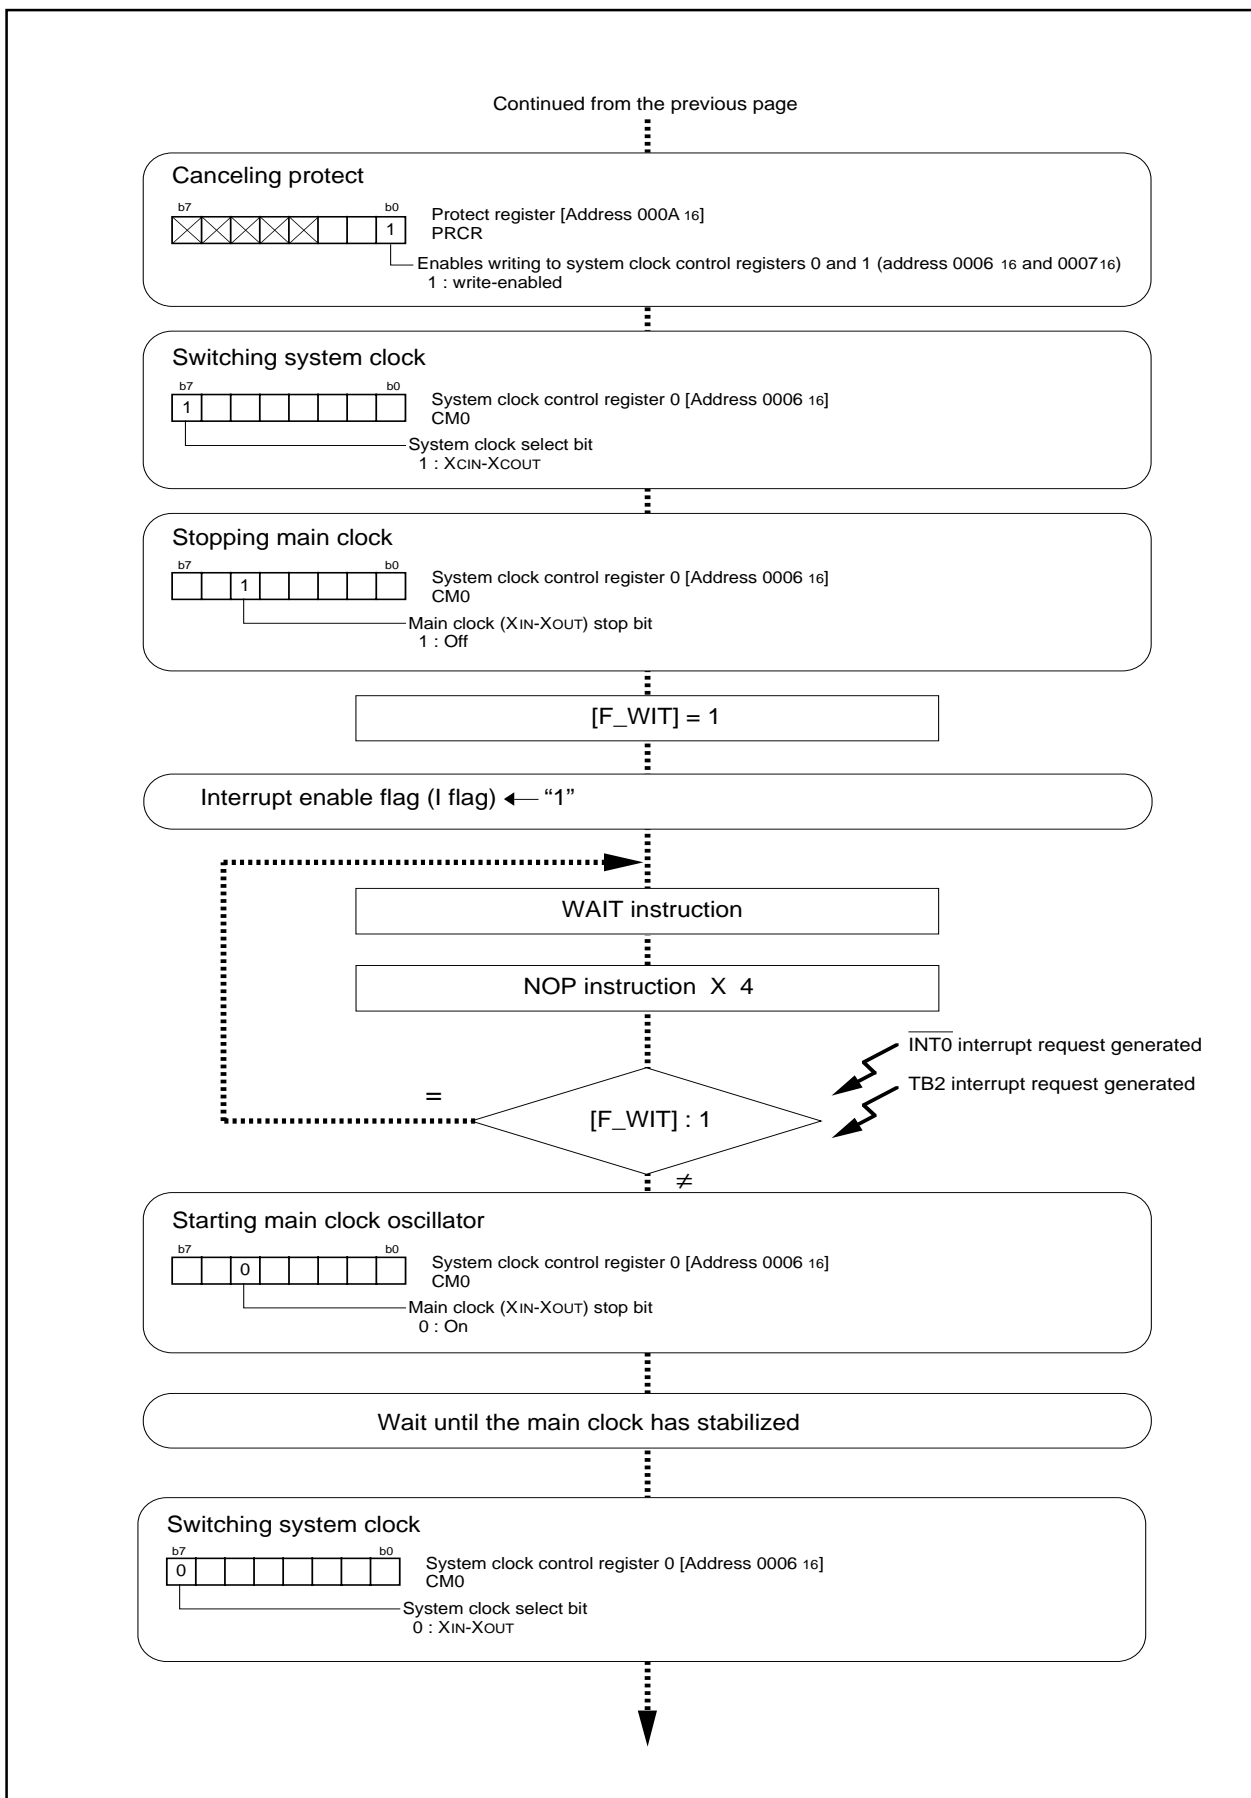 Continued from the previous page
Canceling protect
b7 b0
1
Protect register [Address 000A 16]
PRCR
Enables writing to system clock control registers 0 and 1 (address 0006 16 and 000716)
1 : write-enabled
Switching system clock
b7 b0
1
System clock control register 0 [Address 0006 16]
CM0
System clock select bit
1 : XCIN-XCOUT
Stopping main clock
b7 b0
1
System clock control register 0 [Address 0006 16]
CM0
Main clock (XIN-XOUT) stop bit
1 : Off
[F_WIT] = 1
Interrupt enable flag (I flag) ← “1”
WAIT instruction
NOP instruction X 4
INT0 interrupt request generated
TB2 interrupt request generated
=
[F_WIT] : 1
≠
Starting main clock oscillator
b7 b0
0
System clock control register 0 [Address 0006 16]
CM0
Main clock (XIN-XOUT) stop bit
0 : On
Wait until the main clock has stabilized
Switching system clock
b7 b0
0
System clock control register 0 [Address 0006 16]
CM0
System clock select bit
0 : XIN-XOUT